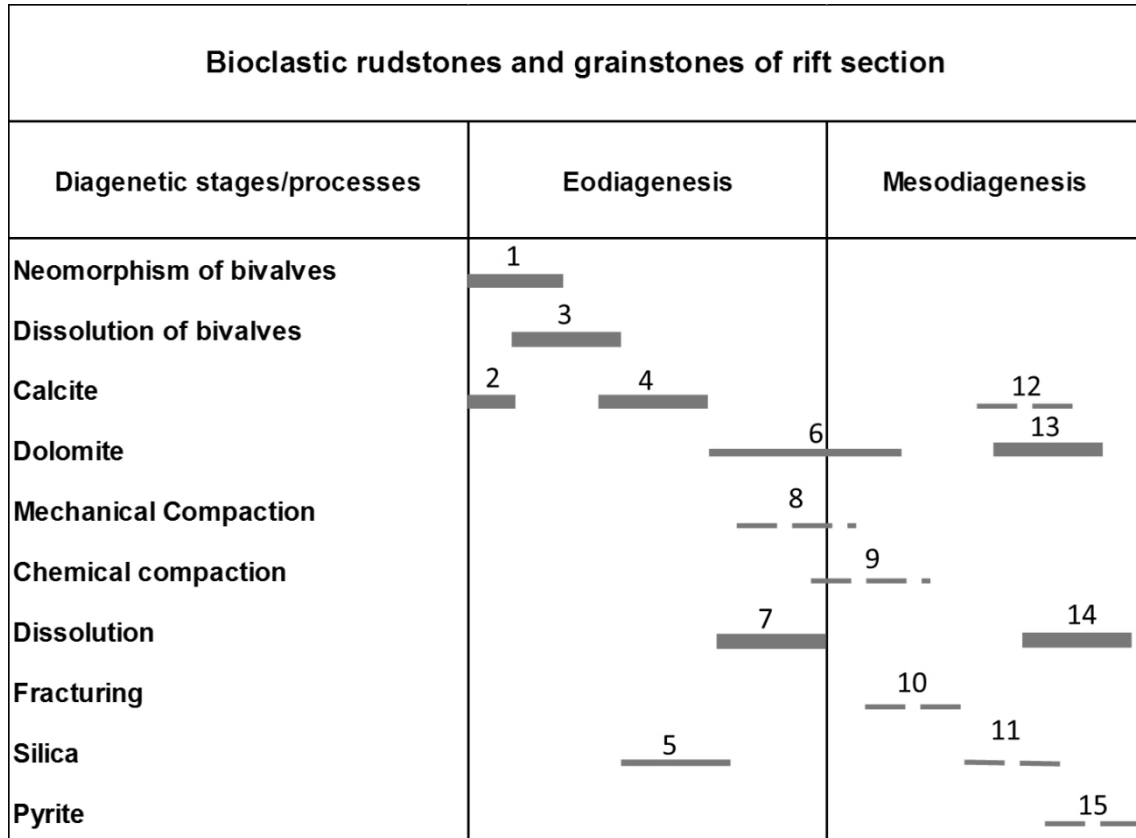 Bioclastic rudstones and grainstones of rift section
Diagenetic stages/processes Eodiagenesis Mesodiagenesis
Neomorphism of bivalves 1
Dissolution of bivalves 3
Calcite 2 4 12
Dolomite 6 13
Mechanical Compaction 8
Chemical compaction 9
Dissolution 7 14
Fracturing 10
Silica 5 11
Pyrite 15